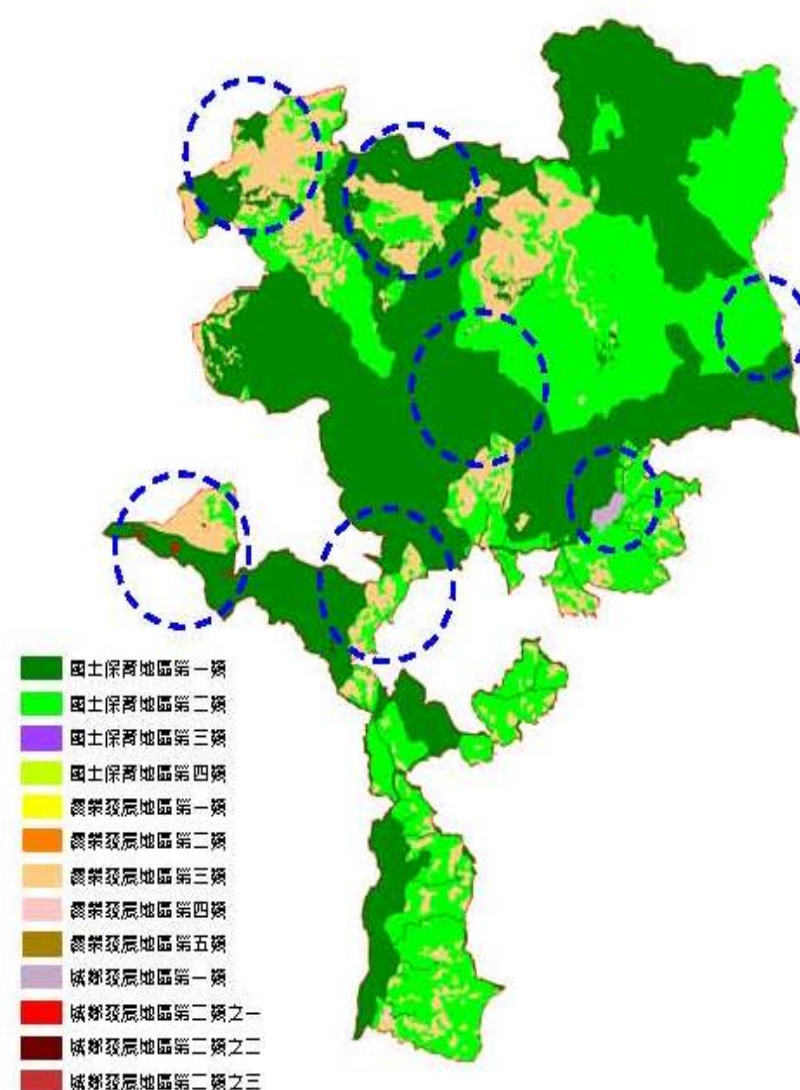 國土保育地區第一類
國土保育地區第二類
國土保育地區第三類
國土保育地區第四類
農業發展地區第一類
農業發展地區第二類
農業發展地區第三類
農業發展地區第四類
農業發展地區第五類
城鄉發展地區第一類
城鄉發展地區第二類之一
城鄉發展地區第二類之二
城鄉發展地區第二類之三